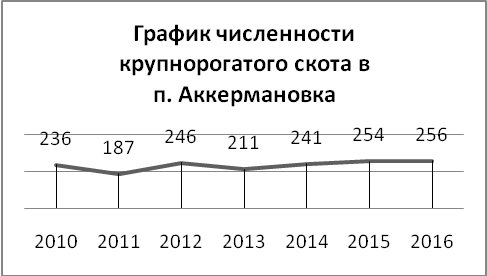 График численности
крупнорогатого скота в
п. Аккермановка
236 187 246 211 241 254 256
2010 2011 2012 2013 2014 2015 2016